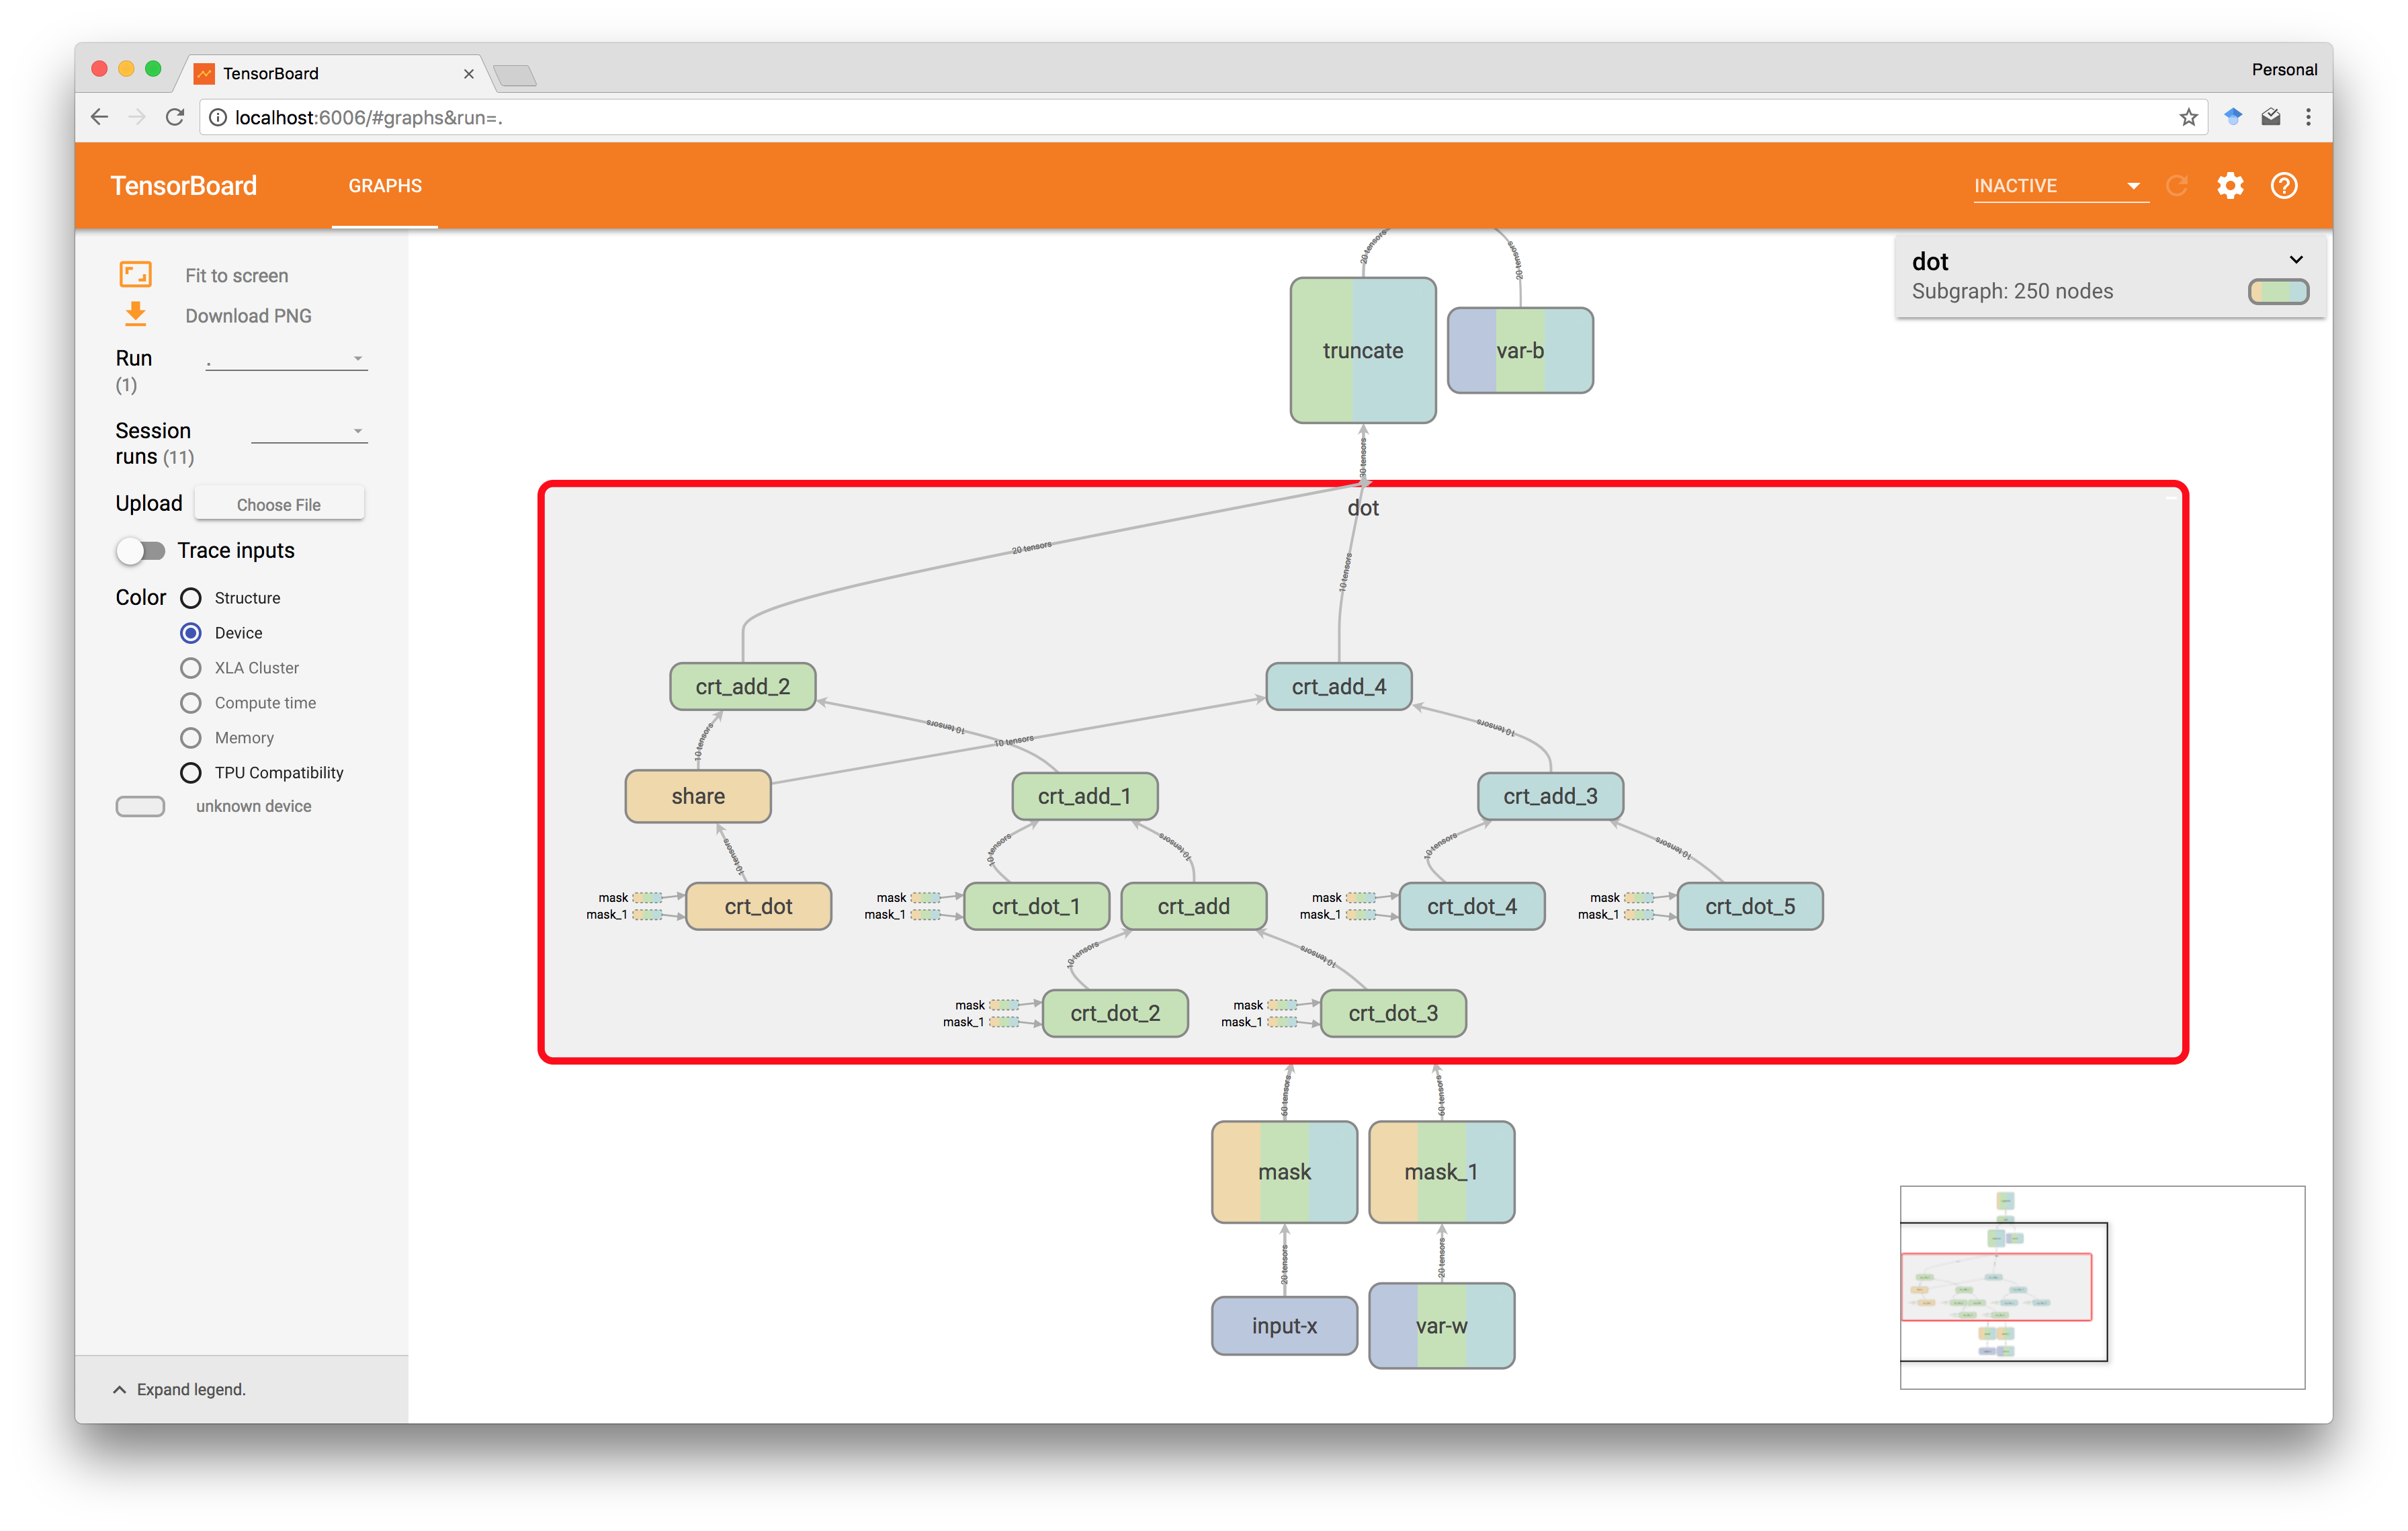 TensorBoard
Personal
localhost:6006/#graphs&run=.
TensorBoard
GRAPHS
INACTIVE
Fit to screen
Download PNG
Run
(1)
.
Session
runs (11)
Upload
Choose File
Trace inputs
Color
Structure
Device
XLA Cluster
Compute time
Memory
TPU Compatibility
unknown device
Expand legend.
dot
Subgraph: 250 nodes
20 tensors
20 tensors
truncate
var-b
30 tensors
dot
20 tensors
10 tensors
crt_add_2
crt_add_4
10 tensors
10 tensors
10 tensors
10 tensors
share
crt_add_1
crt_add_3
10 tensors
10 tensors
10 tensors
10 tensors
10 tensors
mask
mask_1
crt_dot
mask
mask_1
crt_dot_1
crt_add
mask
mask_1
crt_dot_4
mask
mask_1
crt_dot_5
10 tensors
10 tensors
mask
mask_1
crt_dot_2
mask
mask_1
crt_dot_3
60 tensors
60 tensors
mask
mask_1
20 tensors
20 tensors
input-x
var-w